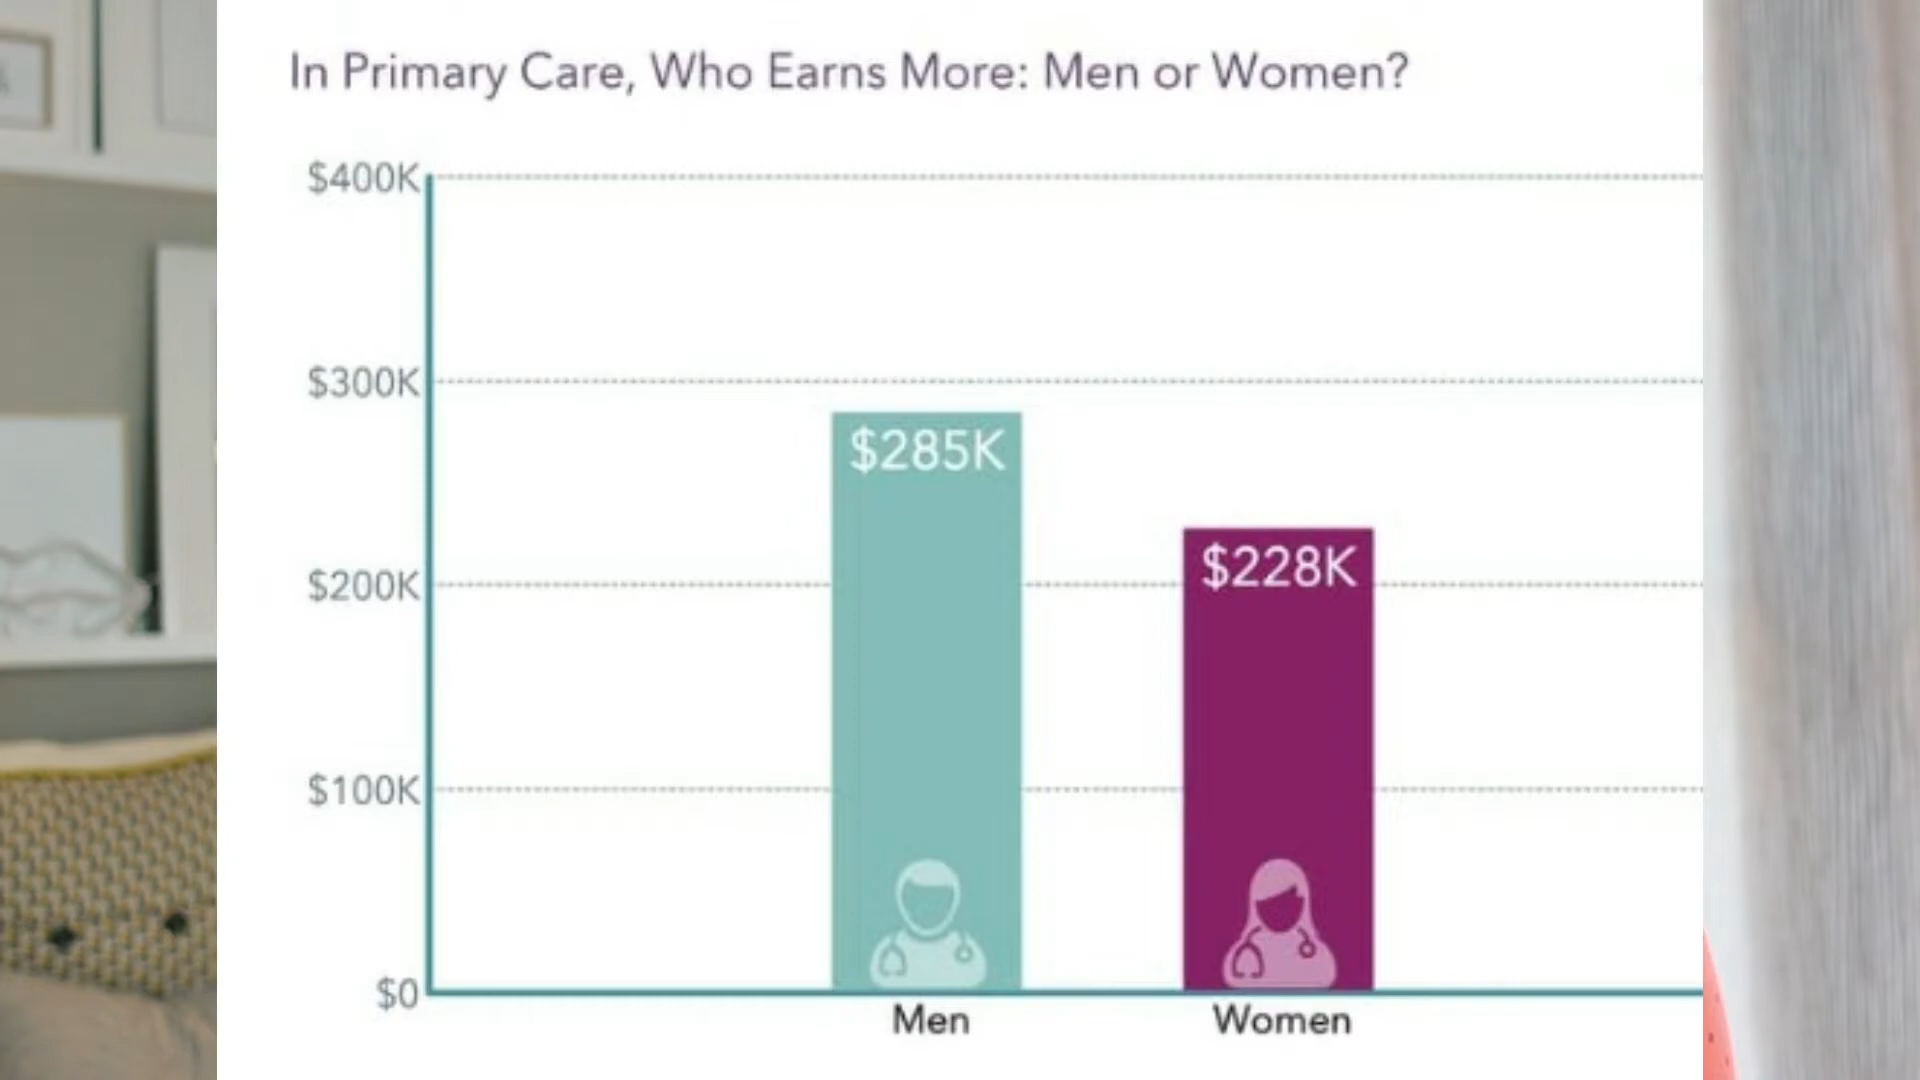 In Primary Care, Who Earns More: Men or Women?
$400K
$300K
$285K
$228K
$200K
$100K
$0
Men Women